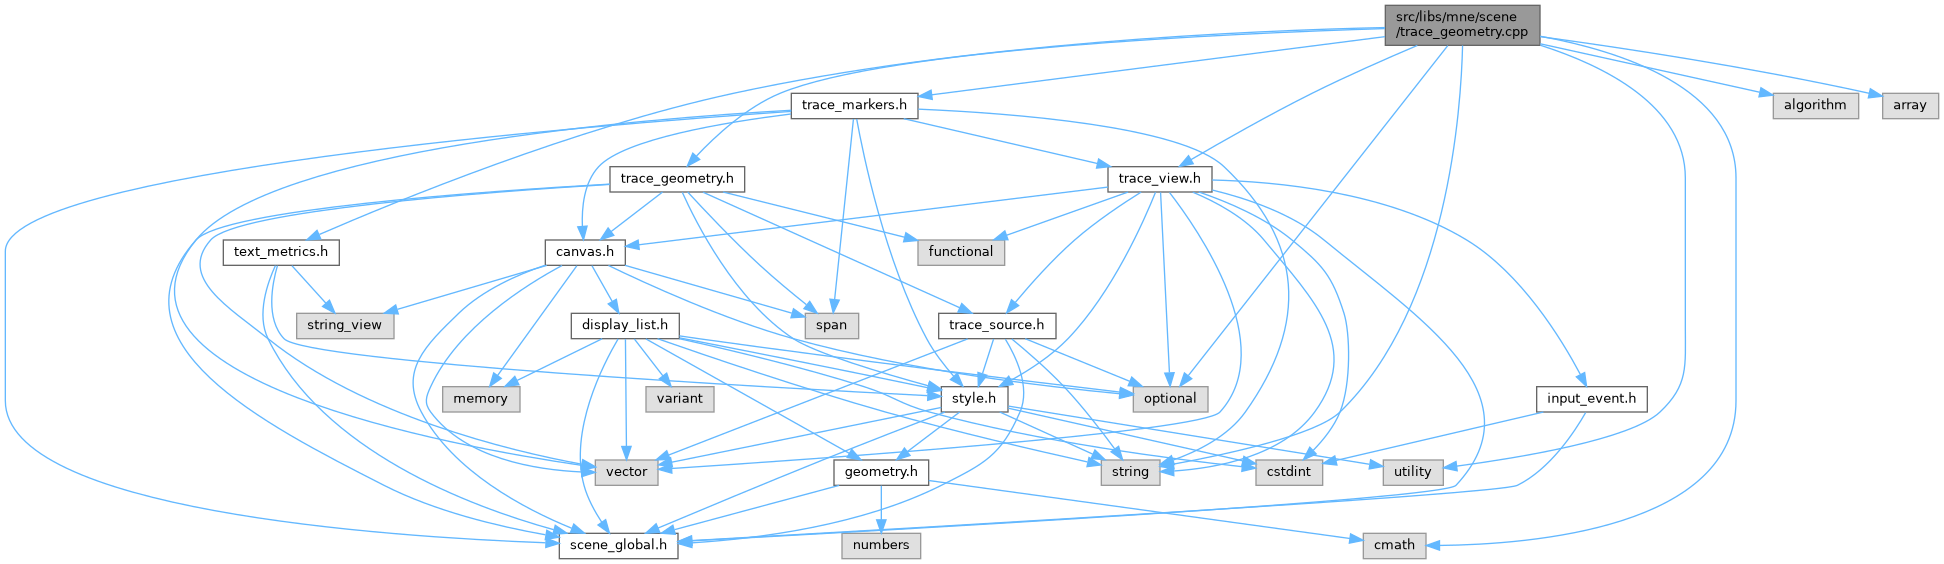 src/libs/mne/scene
/trace_geometry.cpp
trace_markers.h
algorithm
array
trace_geometry.h
trace_view.h
text_metrics.h
canvas.h
functional
string_view
display_list.h
span
trace_source.h
memory
variant
style.h
optional
input_event.h
vector
geometry.h
string
cstdint
utility
scene_global.h
numbers
cmath